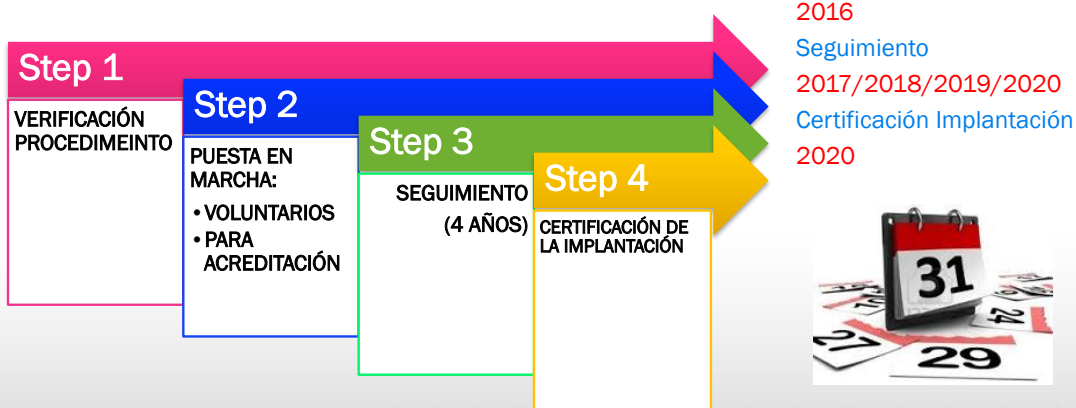 Step 1
VERIFICACIÓN
PROCEDIMEINTO
Step 2
PUESTA EN
MARCHA:
• VOLUNTARIOS
• PARA
ACREDITACIÓN
Step 3
SEGUIMIENTO
(4 AÑOS)
Step 4
CERTIFICACIÓN DE
LA IMPLANTACIÓN
2016
Seguimiento
2017/2018/2019/2020
Certificación Implantación
2020
31
24
27
29